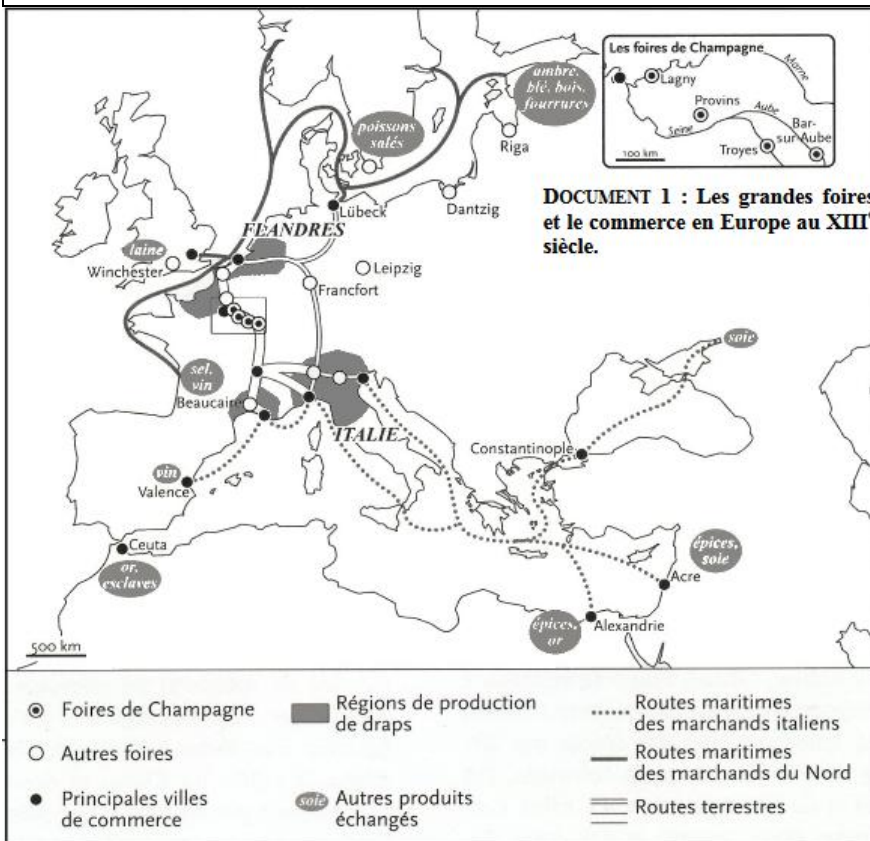 Les foires de Champagne
Marne
Lagny
Provins
Aube
Bar-
sur-Aube
Seine
Troyes
100 km
DOCUMENT 1 : Les grandes foires
et le commerce en Europe au XIIIe
siècle.
ambre,
blé, bois,
fourrures
poissons
salés
Riga
Lübeck
Dantzig
FLANDRES
laine
Winchester
Leipzig
Francfort
sel,
vin
Beaucaire
ITALIE
soie
Constantinople
vin
Valence
Ceuta
or,
esclaves
épices,
soie
Acre
épices,
or
Alexandrie
500 km
Foires de Champagne
Autres foires
Principales villes
de commerce
Régions de production
de draps
soie
Autres produits
échangés
Routes maritimes
des marchands italiens
Routes maritimes
des marchands du Nord
Routes terrestres